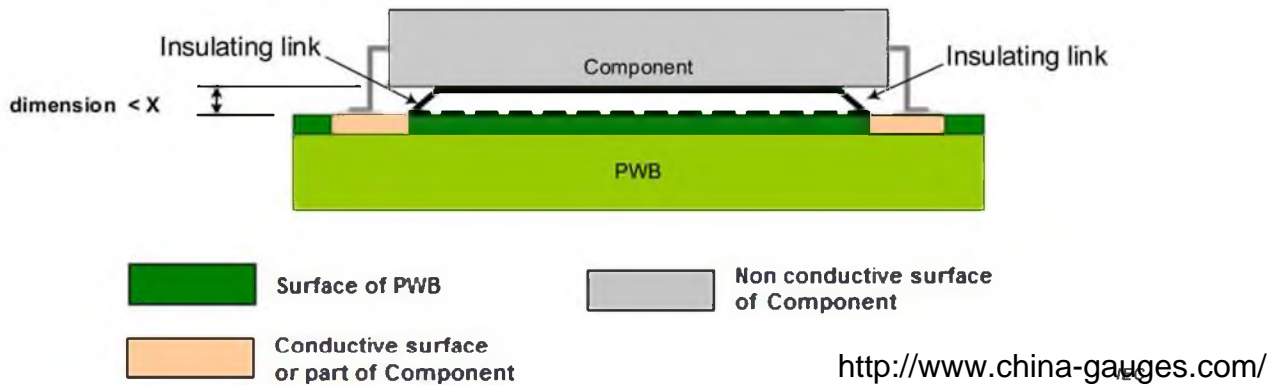 Insulating link
Component
Insulating link
dimension < X
PWB
Surface of PWB
Non conductive surface
of Component
Conductive surface
or part of Component
http://www.china-gauges.com/
IEC